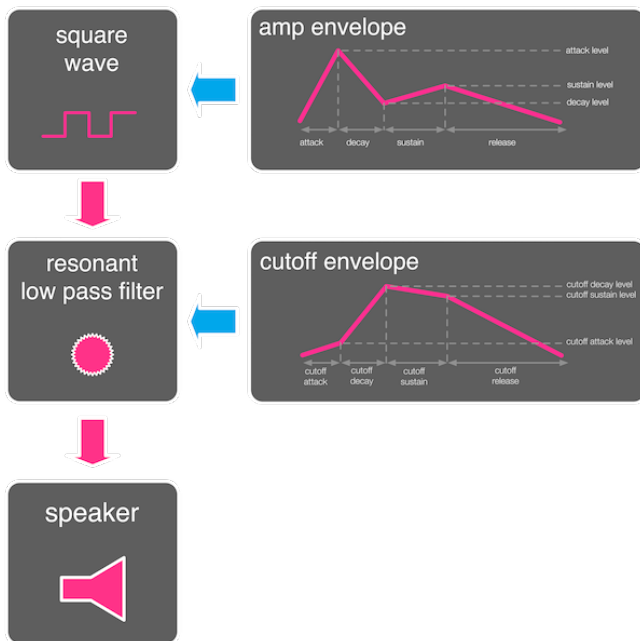 square
wave
amp envelope
attack level
sustain level
decay level
attack
decay
sustain
release
resonant
low pass filter
cutoff envelope
cutoff decay level
cutoff sustain level
cutoff attack level
cutoff
attack
cutoff
decay
cutoff
sustain
cutoff
release
speaker